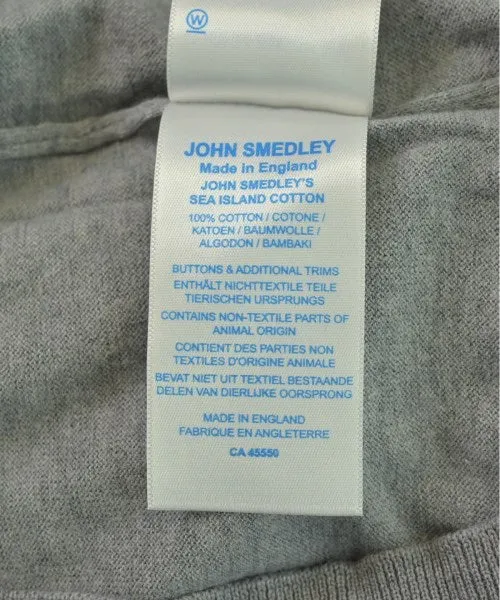 W
JOHN SMEDLEY
Made in England
JOHN SMEDLEY'S
SEA ISLAND COTTON
100% COTTON / COTONE /
KATOEN / BAUMWOLLE /
ALGODON / BAMBAKI
BUTTONS & ADDITIONAL TRIMS
ENTHÄLT NICHTTEXTILE TEILE
TIERISCHEN URSPRUNGS
CONTAINS NON-TEXTILE PARTS OF
ANIMAL ORIGIN
CONTIENT DES PARTIES NON
TEXTILES D'ORIGINE ANIMALE
BEVAT NIET UIT TEXTIEL BESTAANDE
DELEN VAN DIERLIJKE OORSPRONG
MADE IN ENGLAND
FABRIQUE EN ANGLETERRE
CA 45550